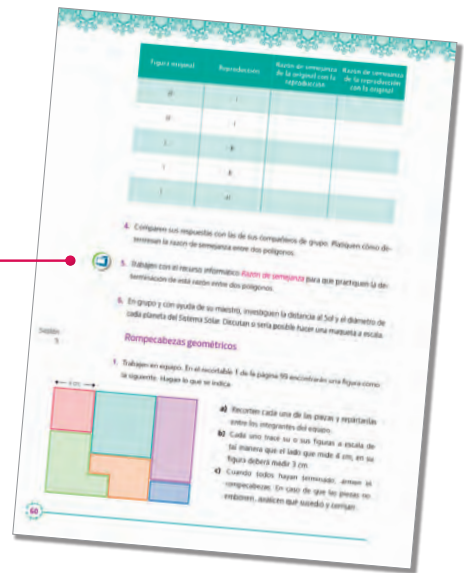 Figura original
Reproducción
Razón de semejanza de la original con la reproducción
Razón de semejanza de la reproducción con la original
4. Comparen sus respuestas con las de sus compañeros de grupo. Platiquen cómo de-
terminan la razón de semejanza entre dos polígonos.
5. Trabajen con el recurso informático Razón de semejanza para que practiquen la de-
terminación de esta razón entre dos polígonos.
6. En grupo y con ayuda de su maestro, investiguen la distancia al Sol y el diámetro de
cada planeta del Sistema Solar. Discutan si sería posible hacer una maqueta a escala.
Sesión
Rompecabezas geométricos
1. Trabajen en equipo. En el recortable 1 de la página 99 encontrarán una figura como
la siguiente. Hagan lo que se indica.
4 cm
a) Recorten cada una de las piezas y repártanlas
entre los integrantes del equipo.
b) Cada uno trace su o sus figuras a escala de
tal manera que el lado que mide 4 cm, en su
figura deberá medir 3 cm.
c) Cuando todos hayan terminado, armen el
rompecabezas. En caso de que las piezas no
embonen, analicen qué sucedió y corrijan.
60